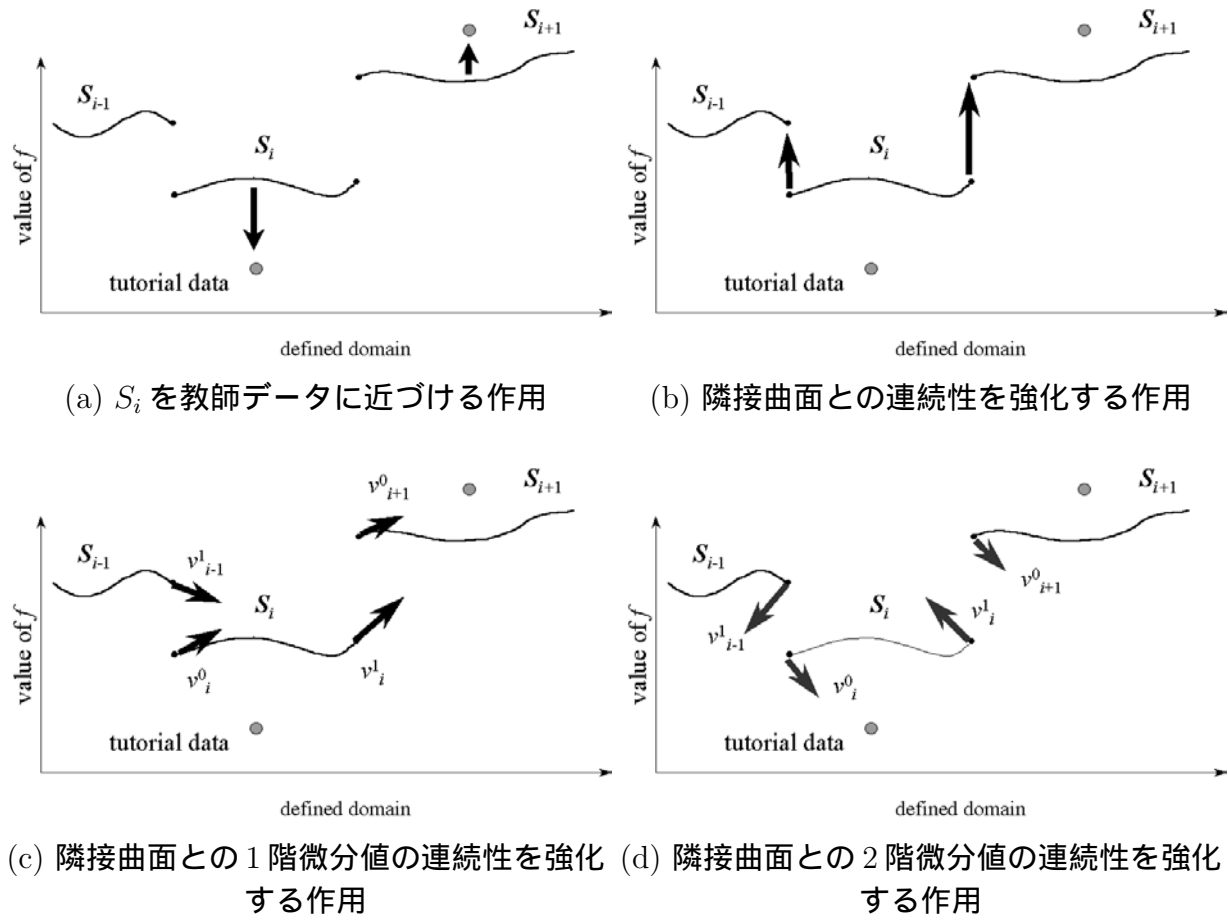 S_{i+1}
S_{i-1}
S_i
value of f
tutorial data
defined domain
(a) S_i を教師データに近づける作用
S_{i+1}
S_{i-1}
S_i
value of f
tutorial data
defined domain
(b) 隣接曲面との連続性を強化する作用
v^0_{i+1}
S_{i+1}
S_{i-1}
v^1_{i-1}
S_i
v^0_i
v^1_i
value of f
tutorial data
defined domain
(c) 隣接曲面との 1 階微分値の連続性を強化
する作用
S_{i+1}
S_{i-1}
v^0_{i+1}
S_i
v^1_i
v^1_{i-1}
v^0_i
value of f
tutorial data
defined domain
(d) 隣接曲面との 2 階微分値の連続性を強化
する作用